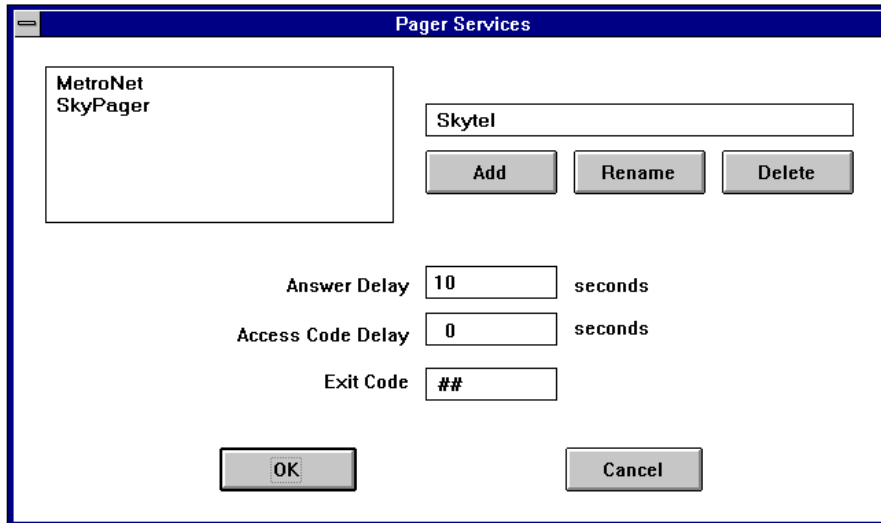 Pager Services
MetroNet
SkyPager
Skytel
Add Rename Delete
Answer Delay 10 seconds
Access Code Delay 0 seconds
Exit Code ##
OK Cancel